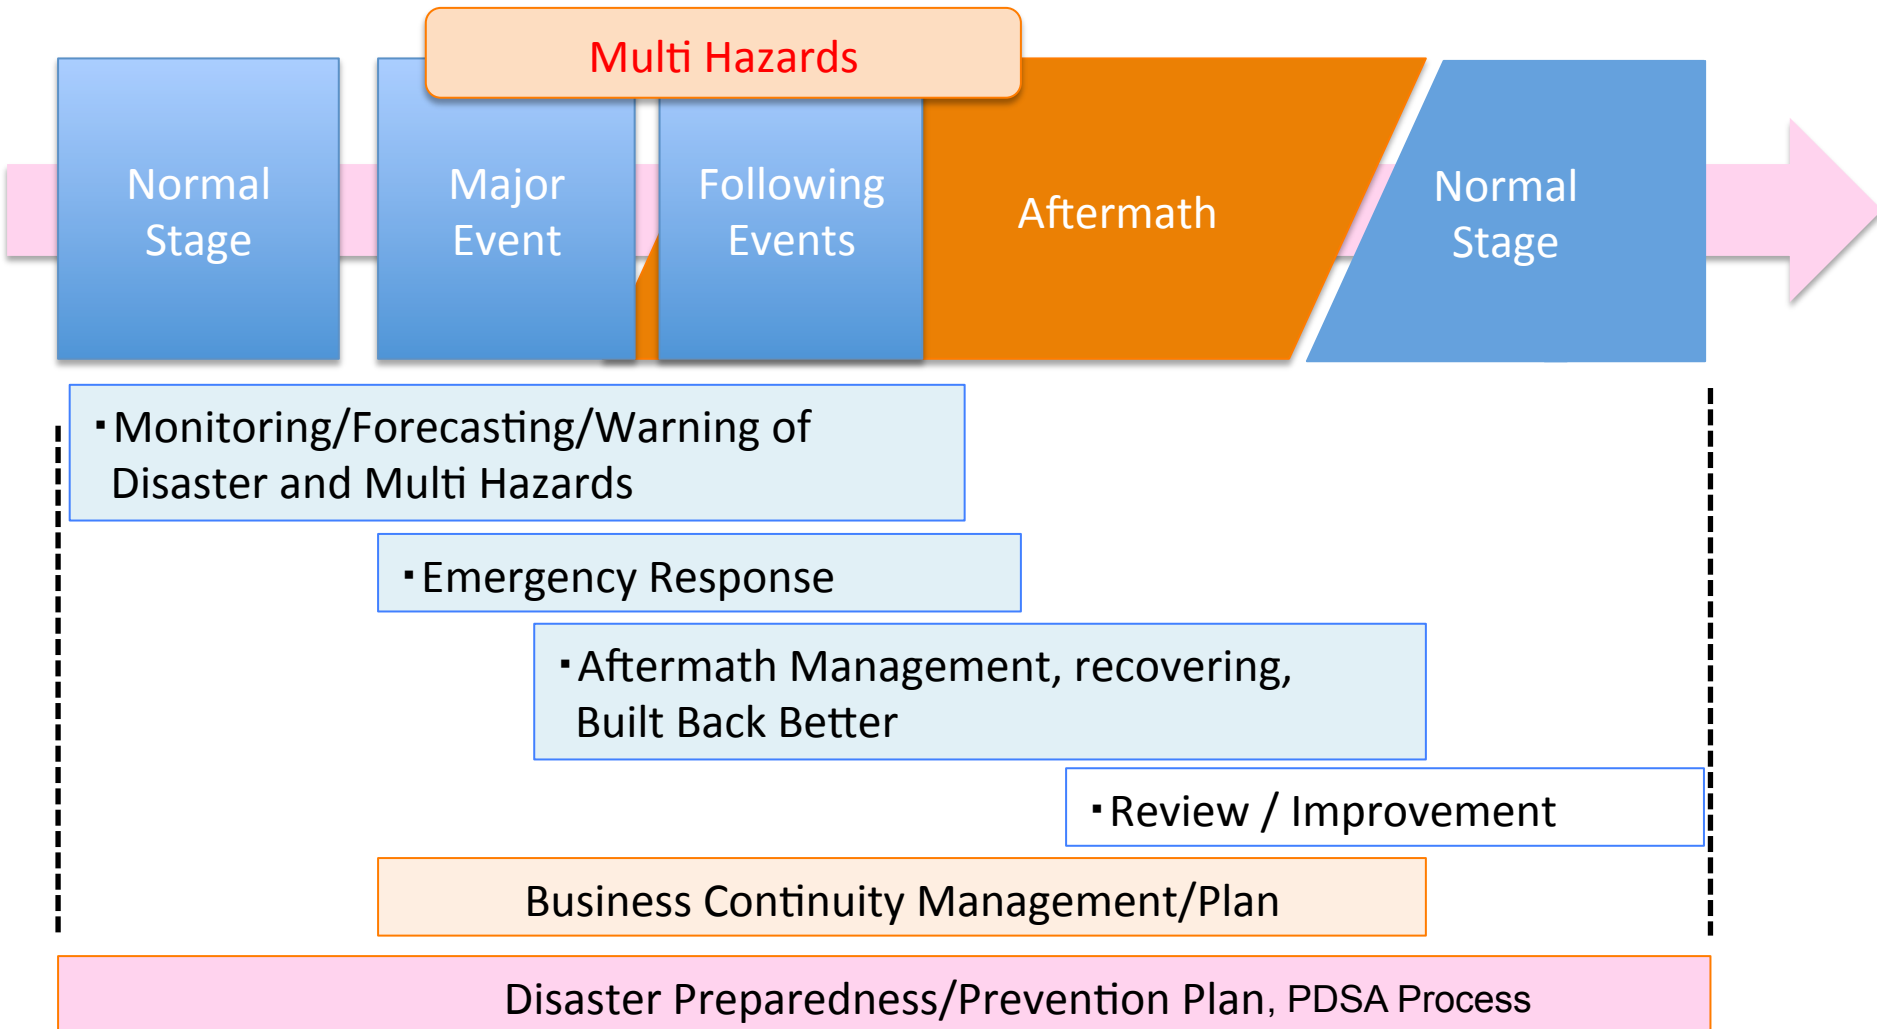 Multi Hazards
Normal
Stage
Major
Event
Following
Events
Aftermath
Normal
Stage
・Monitoring/Forecasting/Warning of
Disaster and Multi Hazards
・Emergency Response
・Aftermath Management, recovering,
Built Back Better
・Review / Improvement
Business Continuity Management/Plan
Disaster Preparedness/Prevention Plan, PDSA Process